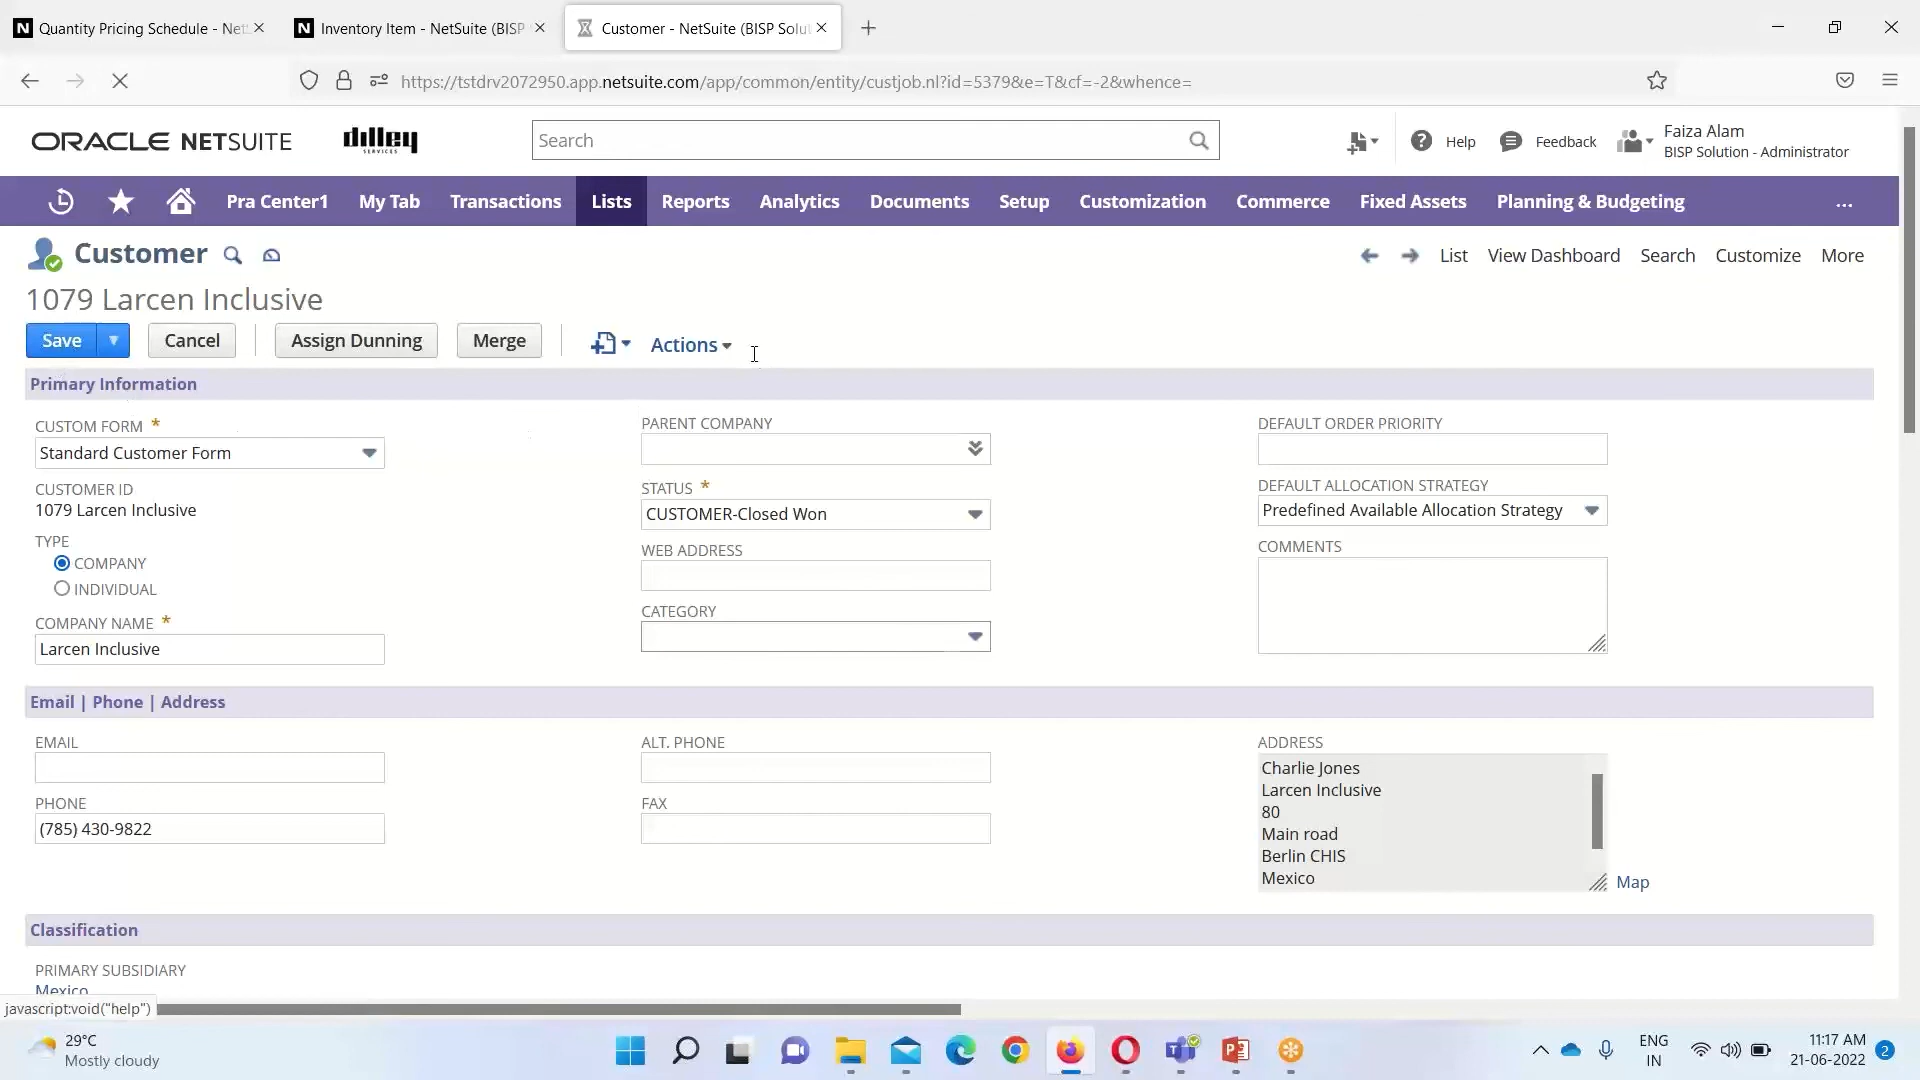 Quantity Pricing Schedule - Net
Inventory Item - NetSuite (BISP
Customer - NetSuite (BISP Solu
https://tstdrv2072950.app.netsuite.com/app/common/entity/custjob.nl?id=5379&e=T&cf=-2&whence=
ORACLE NETSUITE
dilley
SERVICES
Search
Help
Feedback
Faiza Alam
BISP Solution - Administrator
Pra Center1
My Tab
Transactions
Lists
Reports
Analytics
Documents
Setup
Customization
Commerce
Fixed Assets
Planning & Budgeting
...
Customer
List
View Dashboard
Search
Customize
More
1079 Larcen Inclusive
Save
Cancel
Assign Dunning
Merge
Actions
Primary Information
CUSTOM FORM *
Standard Customer Form
CUSTOMER ID
1079 Larcen Inclusive
TYPE
COMPANY
INDIVIDUAL
COMPANY NAME *
Larcen Inclusive
PARENT COMPANY
STATUS *
CUSTOMER-Closed Won
WEB ADDRESS
CATEGORY
DEFAULT ORDER PRIORITY
DEFAULT ALLOCATION STRATEGY
Predefined Available Allocation Strategy
COMMENTS
Email | Phone | Address
EMAIL
PHONE
(785) 430-9822
ALT. PHONE
FAX
ADDRESS
Charlie Jones
Larcen Inclusive
80
Main road
Berlin CHIS
Mexico
Map
Classification
PRIMARY SUBSIDIARY
Mexico
javascript:void("help")
29°C
Mostly cloudy
ENG
IN
11:17 AM
21-06-2022
2